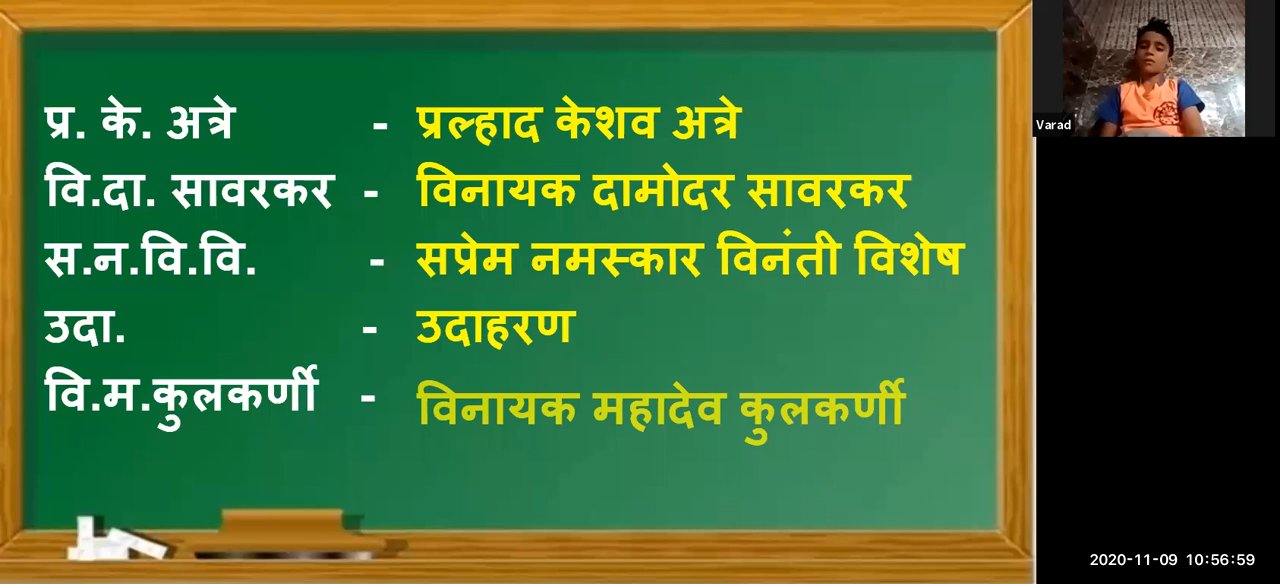 प्र. के. अत्रे - प्रल्हाद केशव अत्रे
वि.दा. सावरकर - विनायक दामोदर सावरकर
स.न.वि.वि. - सप्रेम नमस्कार विनंती विशेष
उदा. - उदाहरण
वि.म.कुलकर्णी - विनायक महादेव कुलकर्णी
Varad
2020-11-09 10:56:59